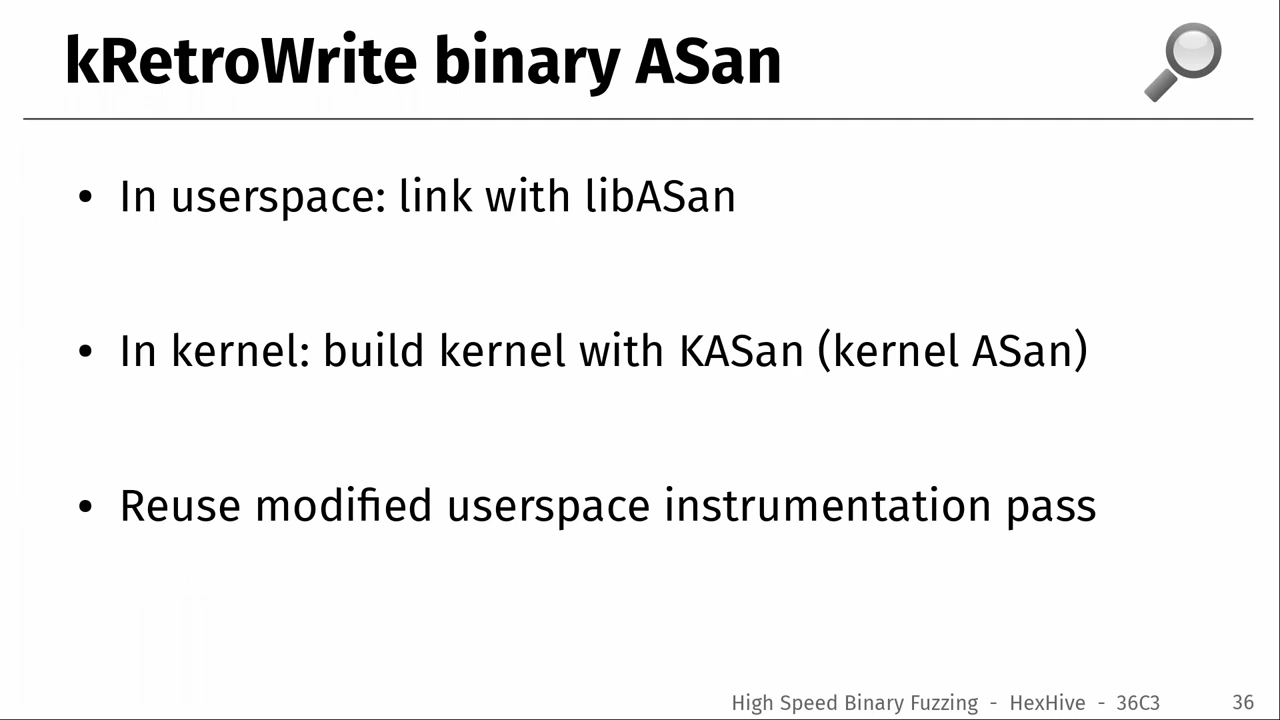 kRetroWrite binary ASan
• In userspace: link with libASan
• In kernel: build kernel with KASan (kernel ASan)
• Reuse modified userspace instrumentation pass
High Speed Binary Fuzzing - HexHive - 36C3 36